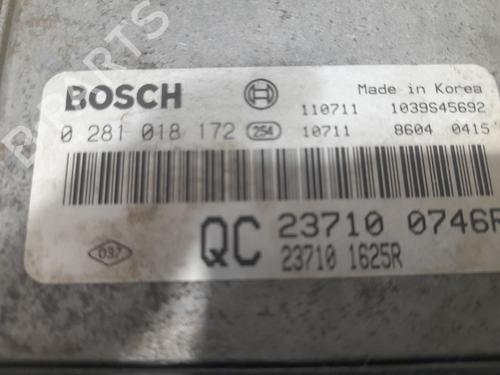 B-PARTS
BOSCH
Made in Korea
110711 1039S45692
0 281 018 172 254 10711 8604 0415
QC 23710 0746R
23710 1625R
037